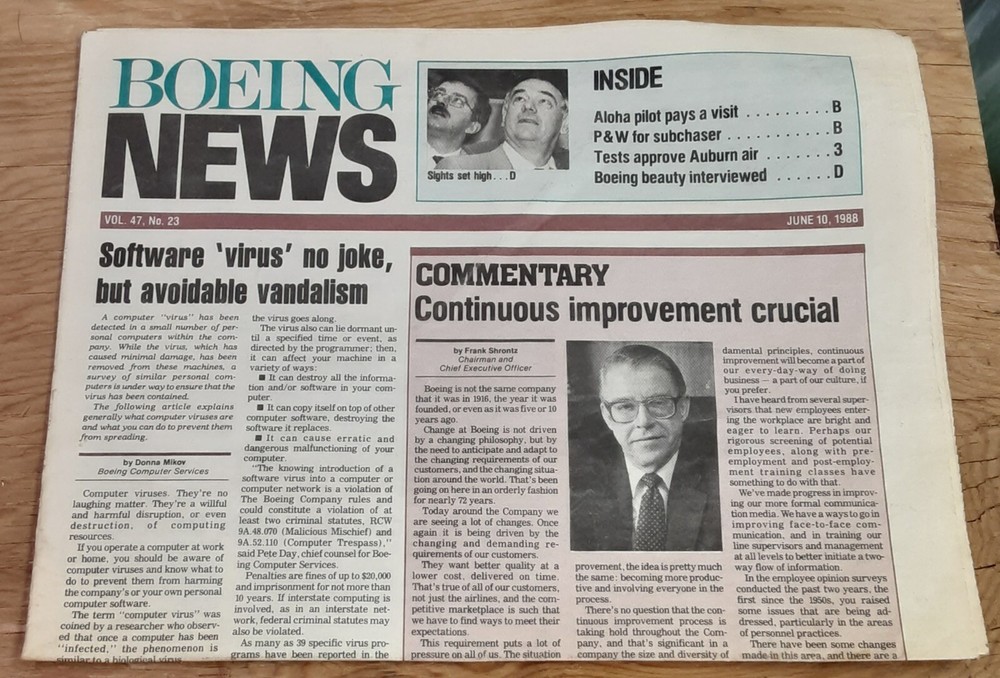 BOEING
NEWS
Sights set high...D
INSIDE
Aloha pilot pays a visit . . . . . . . . . B
P&W for subchaser . . . . . . . . . . . B
Tests approve Auburn air . . . . . . . 3
Boeing beauty interviewed . . . . . . D
VOL. 47, No. 23
JUNE 10, 1988
Software 'virus' no joke,
but avoidable vandalism
A computer "virus" has been
detected in a small number of per-
sonal computers within the com-
pany. While the virus, which has
caused minimal damage, has been
removed from these machines, a
survey of similar personal com-
puters is under way to ensure that the
virus has been contained.
The following article explains
generally what computer viruses are
and what you can do to prevent them
from spreading.
by Donna Mikov
Boeing Computer Services
Computer viruses. They're no
laughing matter. They're a willful
and harmful disruption, or even
destruction, of computing
resources.
If you operate a computer at work
or home, you should be aware of
computer viruses and know what to
do to prevent them from harming
the company's or your own personal
computer software.
The term "computer virus" was
coined by a researcher who observ-
ed that once a computer has been
"infected," the phenomenon is
similar to a biological virus
the virus goes along.
The virus also can lie dormant un-
til a specified time or event, as
directed by the programmer; then,
it can affect your machine in a
variety of ways:
■ It can destroy all the informa-
tion and/or software in your com-
puter.
■ It can copy itself on top of other
computer software, destroying the
software it replaces.
■ It can cause erratic and
dangerous malfunctioning of your
computer.
"The knowing introduction of a
software virus into a computer or
computer network is a violation of
The Boeing Company rules and
could constitute a violation of at
least two criminal statutes, RCW
9A.48.070 (Malicious Mischief) and
9A.52.110 (Computer Trespass),"
said Pete Day, chief counsel for Boe-
ing Computer Services.
Penalties are fines of up to $20,000
and imprisonment for not more than
10 years. If interstate computing is
involved, as in an interstate net-
work, federal criminal statutes may
also be violated.
As many as 39 specific virus pro-
grams have been reported in the
COMMENTARY
Continuous improvement crucial
by Frank Shrontz
Chairman and
Chief Executive Officer
Boeing is not the same company
that it was in 1916, the year it was
founded, or even as it was five or 10
years ago.
Change at Boeing is not driven
by a changing philosophy, but by
the need to anticipate and adapt to
the changing requirements of our
customers, and the changing situa-
tion around the world. That's been
going on here in an orderly fashion
for nearly 72 years.
Today around the Company we
are seeing a lot of changes. Once
again it is being driven by the
changing and demanding re-
quirements of our customers.
They want better quality at a
lower cost, delivered on time.
That's true of all of our customers,
not just the airlines, and the com-
petitive marketplace is such that
we have to find ways to meet their
expectations.
This requirement puts a lot of
pressure on all of us. The situation
provement, the idea is pretty much
the same: becoming more produc-
tive and involving everyone in the
process.
There's no question that the con-
tinuous improvement process is
taking hold throughout the Com-
pany, and that's significant in a
company the size and diversity of
damental principles, continuous
improvement will become a part of
our every-day-way of doing
business — a part of our culture, if
you prefer.
I have heard from several super-
visors that new employees enter-
ing the workplace are bright and
eager to learn. Perhaps our
rigorous screening of potential
employees, along with pre-
employment and post-employ-
ment training classes have
something to do with that.
We've made progress in improv-
ing our more formal communica-
tion media. We have a ways to go in
improving face-to-face com-
munication, and in training our
line supervisors and management
at all levels to better initiate a two-
way flow of information.
In the employee opinion surveys
conducted the past two years, the
first since the 1950s, you raised
some issues that are being ad-
dressed, particularly in the areas
of personnel practices.
There have been some changes
made in this area, and there are a